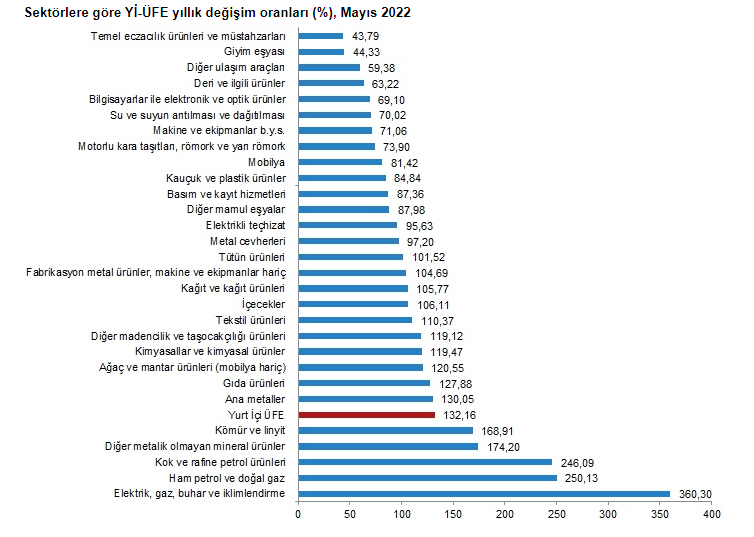 Sektörlere göre Yİ-ÜFE yıllık değişim oranları (%), Mayıs 2022
Temel eczacılık ürünleri ve müstahzarları 43,79
Giyim eşyası 44,33
Diğer ulaşım araçları 59,38
Deri ve ilgili ürünler 63,22
Bilgisayarlar ile elektronik ve optik ürünler 69,10
Su ve suyun arıtılması ve dağıtılması 70,02
Makine ve ekipmanlar b.y.s. 71,06
Motorlu kara taşıtları, römork ve yarı römork 73,90
Mobilya 81,42
Kauçuk ve plastik ürünler 84,84
Basım ve kayıt hizmetleri 87,36
Diğer mamul eşyalar 87,98
Elektrikli teçhizat 95,63
Metal cevherleri 97,20
Tütün ürünleri 101,52
Fabrikasyon metal ürünler, makine ve ekipmanlar hariç 104,69
Kağıt ve kağıt ürünleri 105,77
İçecekler 106,11
Tekstil ürünleri 110,37
Diğer madencilik ve taşocakçılığı ürünleri 119,12
Kimyasallar ve kimyasal ürünler 119,47
Ağaç ve mantar ürünleri (mobilya hariç) 120,55
Gıda ürünleri 127,88
Ana metaller 130,05
Yurt İçi ÜFE 132,16
Kömür ve linyit 168,91
Diğer metalik olmayan mineral ürünler 174,20
Kok ve rafine petrol ürünleri 246,09
Ham petrol ve doğal gaz 250,13
Elektrik, gaz, buhar ve iklimlendirme 360,30
0 50 100 150 200 250 300 350 400